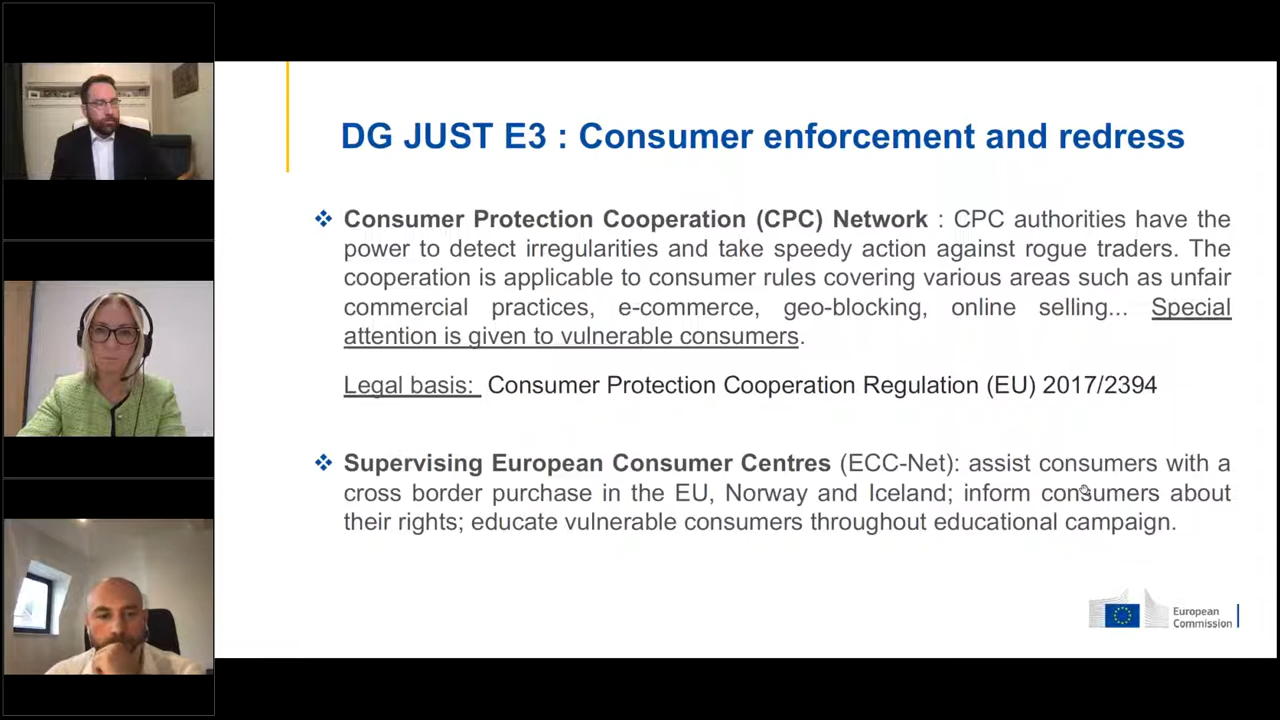 DG JUST E3 : Consumer enforcement and redress
❖ Consumer Protection Cooperation (CPC) Network : CPC authorities have the
power to detect irregularities and take speedy action against rogue traders. The
cooperation is applicable to consumer rules covering various areas such as unfair
commercial practices, e-commerce, geo-blocking, online selling... Special
attention is given to vulnerable consumers.
Legal basis: Consumer Protection Cooperation Regulation (EU) 2017/2394
❖ Supervising European Consumer Centres (ECC-Net): assist consumers with a
cross border purchase in the EU, Norway and Iceland; inform consumers about
their rights; educate vulnerable consumers throughout educational campaign.
European
Commission